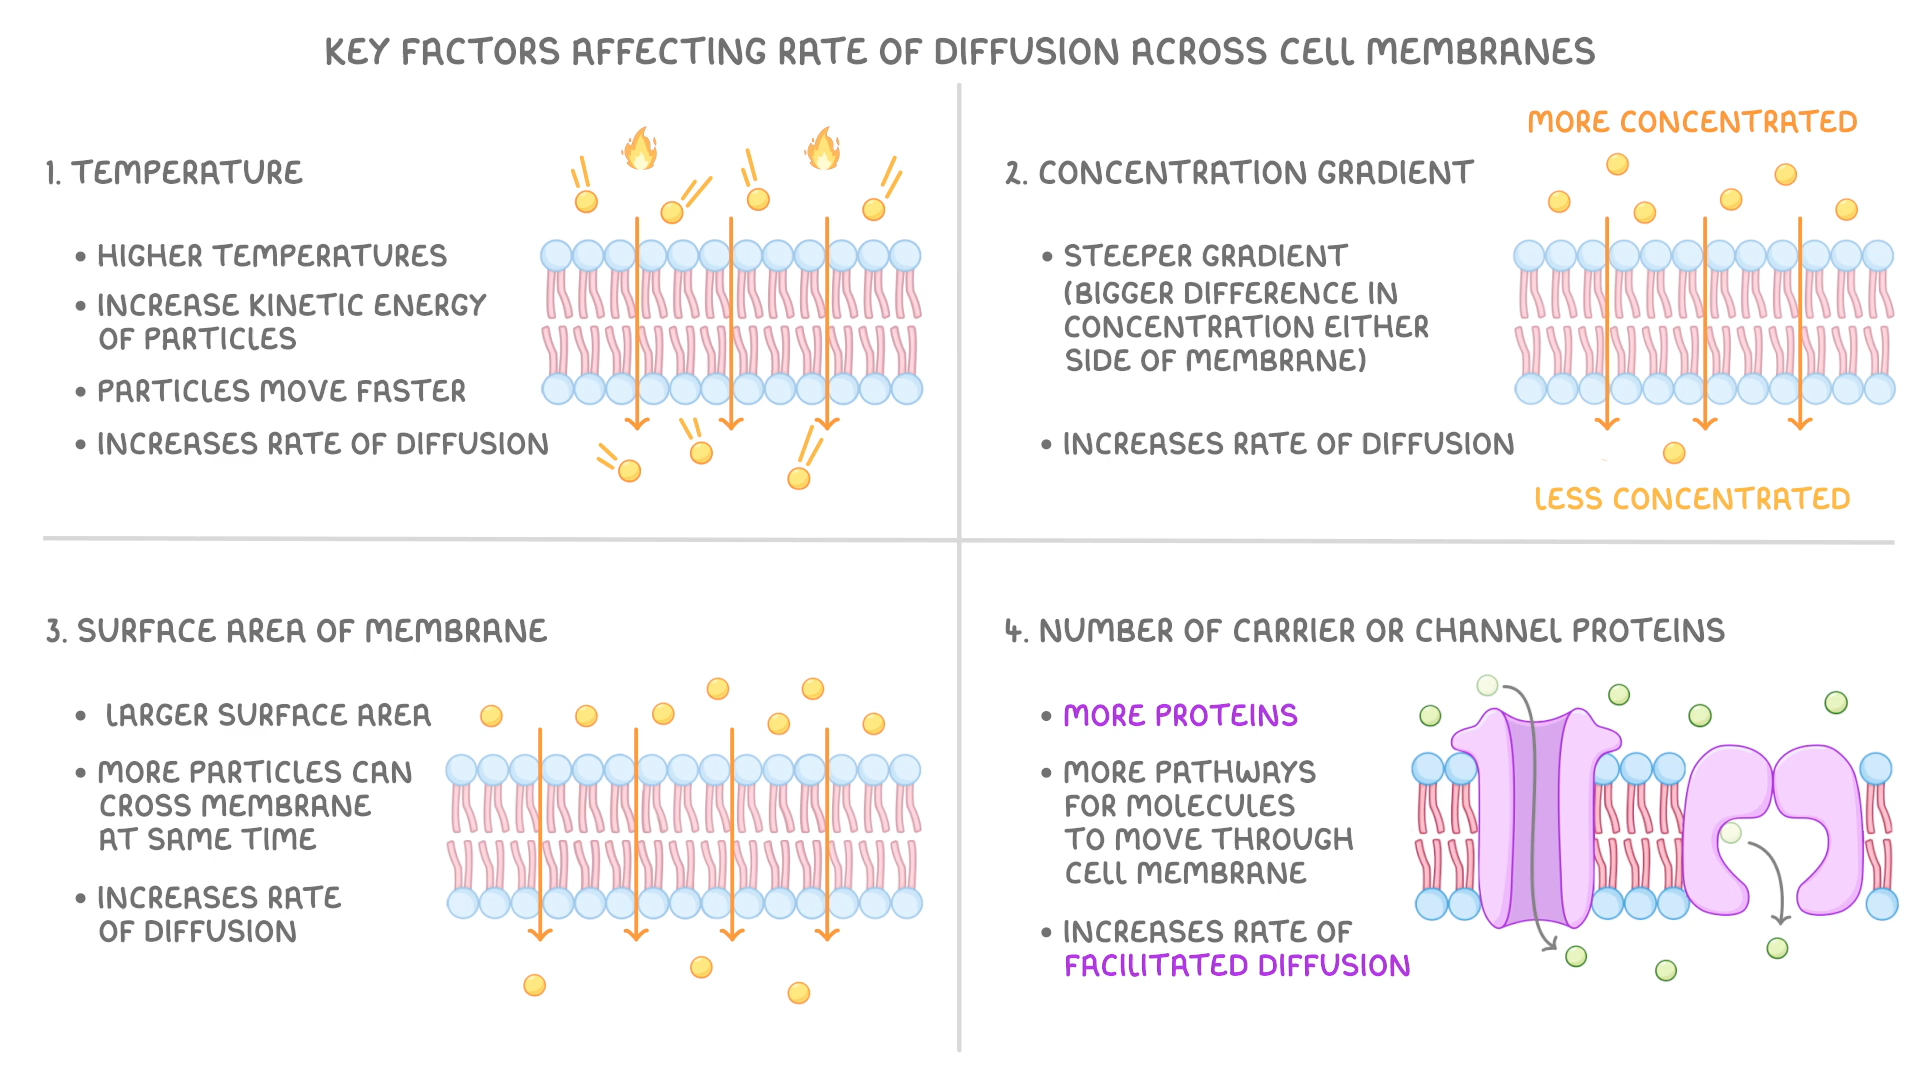 KEY FACTORS AFFECTING RATE OF DIFFUSION ACROSS CELL MEMBRANES
1. TEMPERATURE
• HIGHER TEMPERATURES
• INCREASE KINETIC ENERGY
OF PARTICLES
• PARTICLES MOVE FASTER
• INCREASES RATE OF DIFFUSION
MORE CONCENTRATED
2. CONCENTRATION GRADIENT
• STEEPER GRADIENT
(BIGGER DIFFERENCE IN
CONCENTRATION EITHER
SIDE OF MEMBRANE)
• INCREASES RATE OF DIFFUSION
LESS CONCENTRATED
3. SURFACE AREA OF MEMBRANE
• LARGER SURFACE AREA
• MORE PARTICLES CAN
CROSS MEMBRANE
AT SAME TIME
• INCREASES RATE
OF DIFFUSION
4. NUMBER OF CARRIER OR CHANNEL PROTEINS
• MORE PROTEINS
• MORE PATHWAYS
FOR MOLECULES
TO MOVE THROUGH
CELL MEMBRANE
• INCREASES RATE OF
FACILITATED DIFFUSION